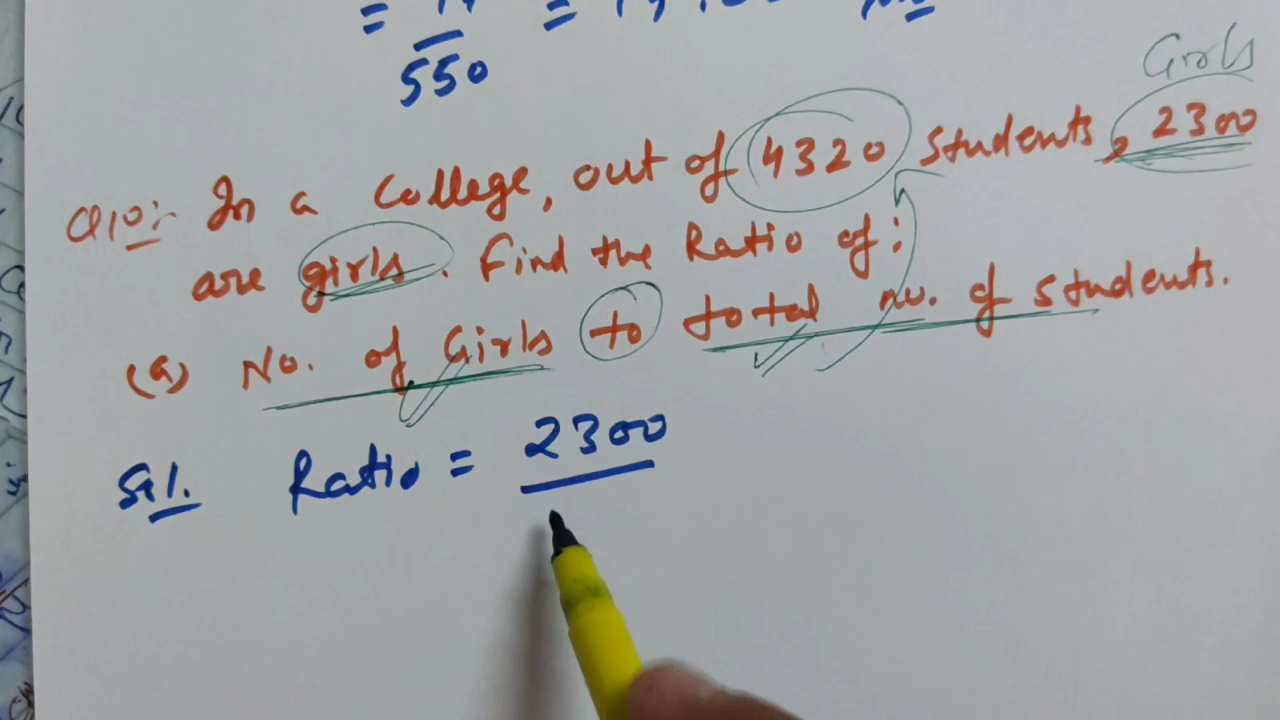 550
Girls
Q10:- In a College, out of 4320 students, 2300
are girls. Find the Ratio of:
(a) No. of Girls to total no. of students.
Sol. Ratio = 2300